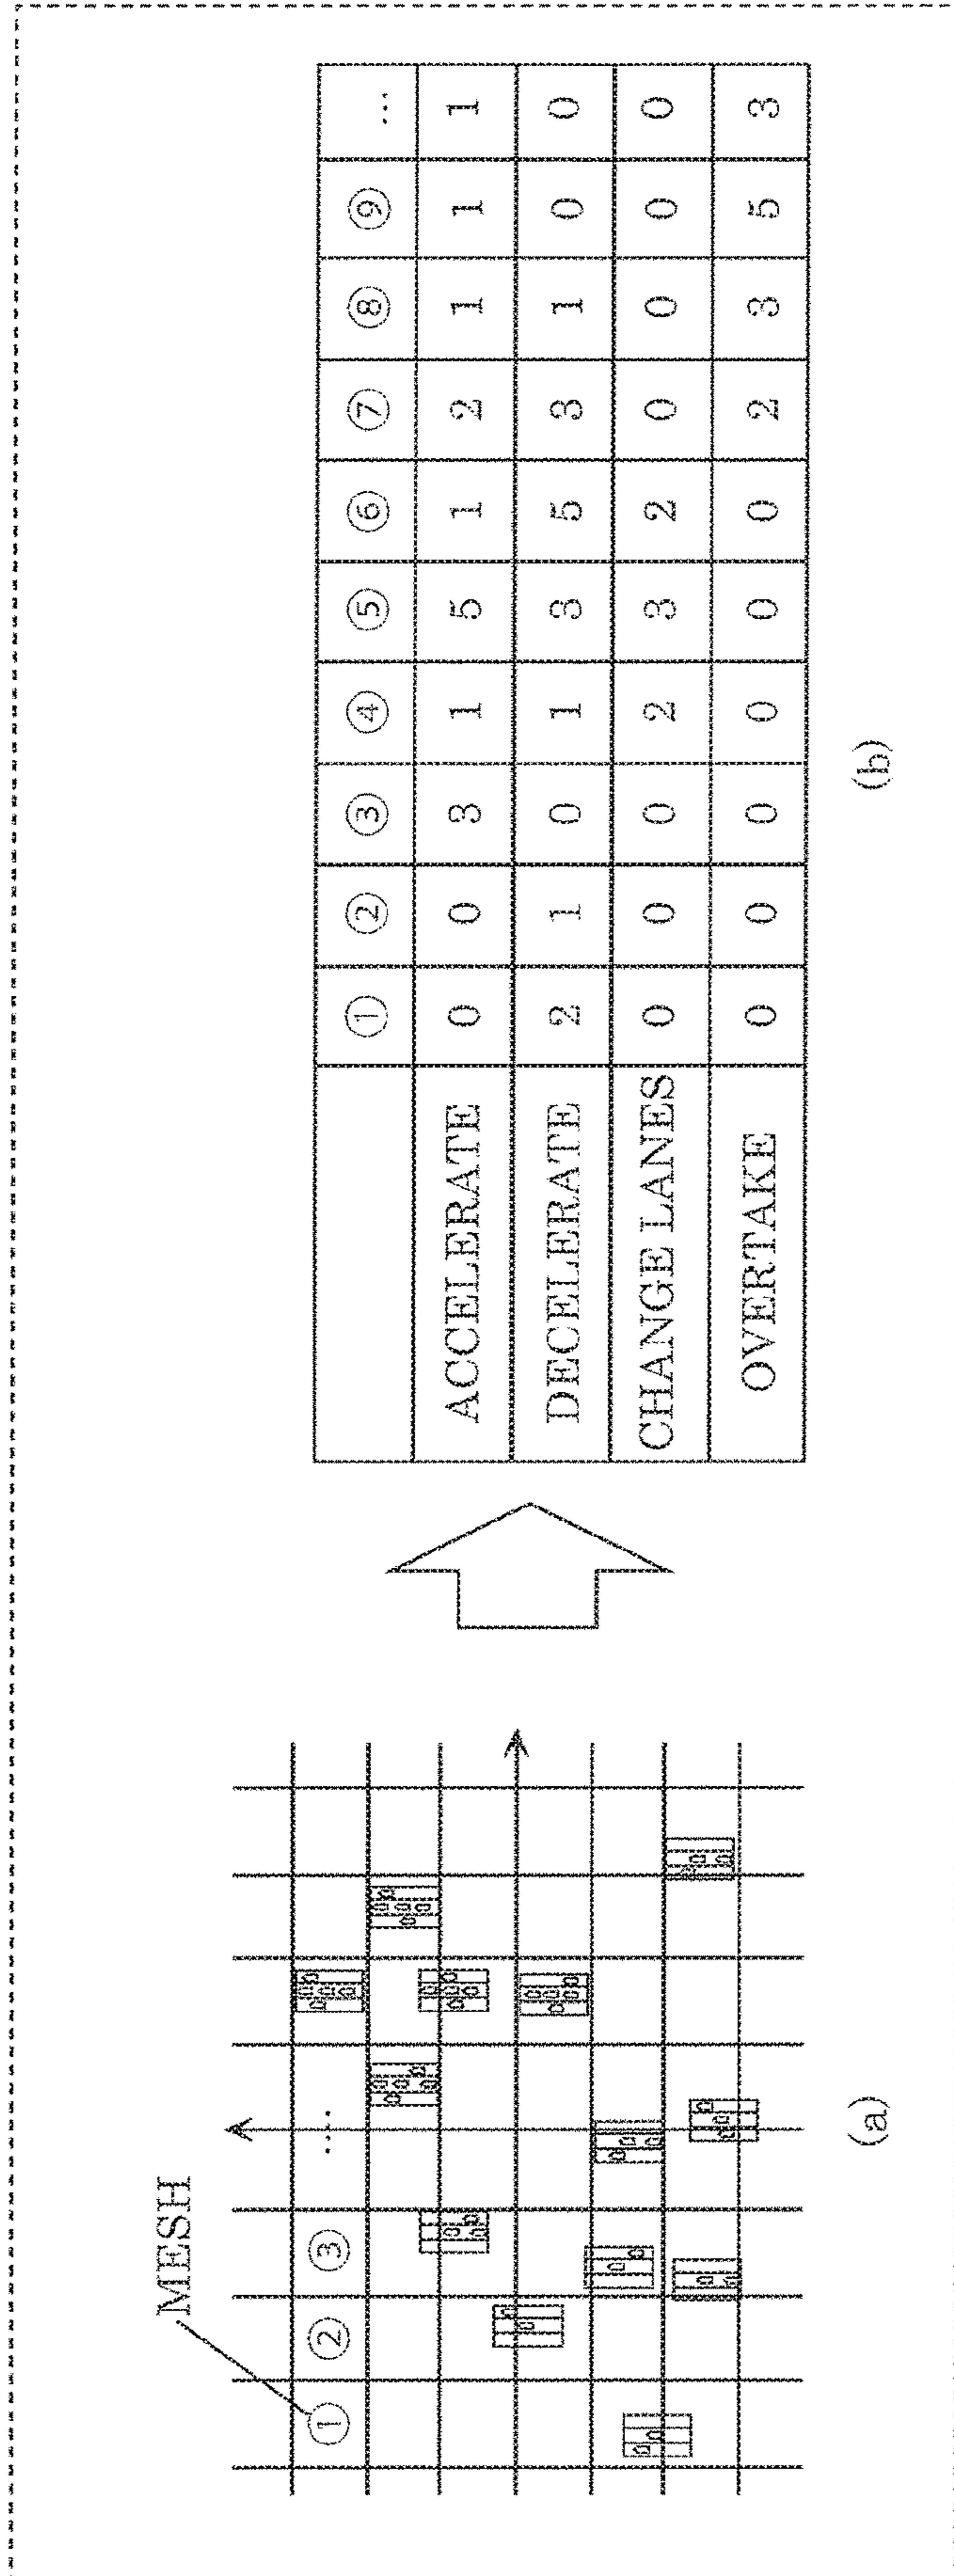 MESH
① ② ③ ....
(a)
① ② ③ ④ ⑤ ⑥ ⑦ ⑧ ⑨ ...
ACCELERATE 0 0 3 1 5 1 2 1 1 1
DECELERATE 2 1 0 1 3 5 3 1 0 0
CHANGE LANES 0 0 0 2 3 2 0 0 0 0
OVERTAKE 0 0 0 0 0 0 2 3 5 3
(b)